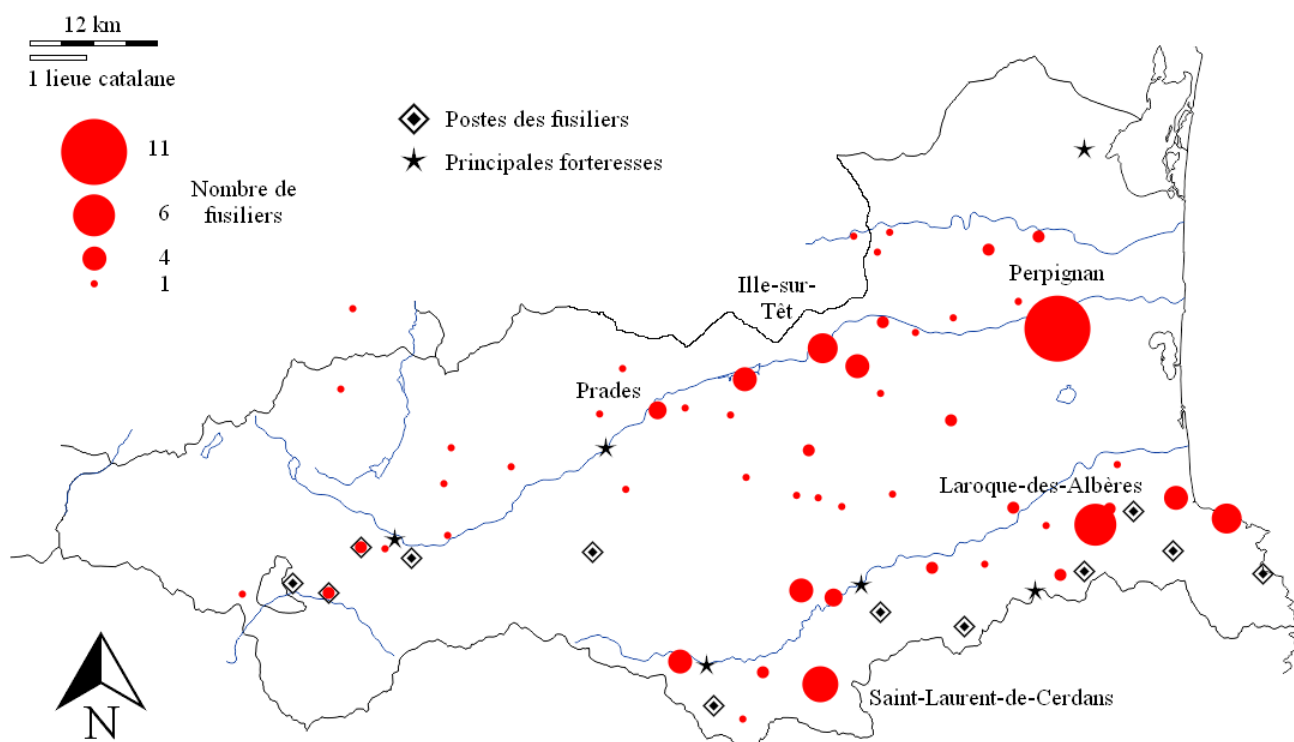 12 km
1 lieue catalane
11
Nombre de
6
fusiliers
4
1
Postes des fusiliers
Principales forteresses
Perpignan
Ille-sur-
Têt
Prades
Laroque-des-Albères
Saint-Laurent-de-Cerdans
N